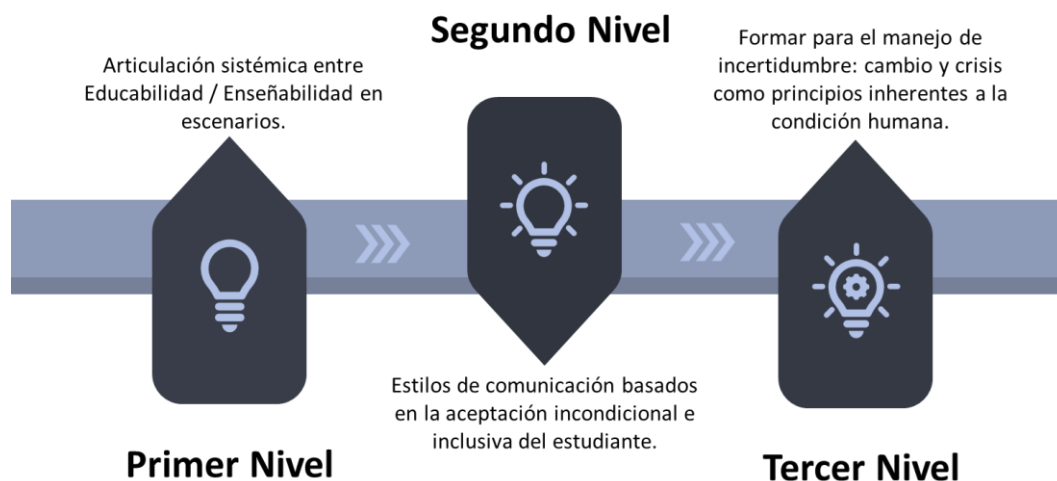 Articulación sistémica entre
Educabilidad / Enseñabilidad en
escenarios.
Primer Nivel
Segundo Nivel
Estilos de comunicación basados
en la aceptación incondicional e
inclusiva del estudiante.
Formar para el manejo de
incertidumbre: cambio y crisis
como principios inherentes a la
condición humana.
Tercer Nivel